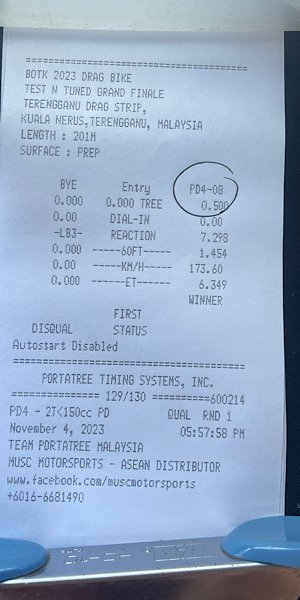 ================================
BOTK 2023 DRAG BIKE
TEST N TUNED GRAND FINALE
TERENGGANU DRAG STRIP,
KUALA NERUS,TERENGGANU, MALAYSIA
LENGTH : 201M
SURFACE : PREP
BYE Entry PD4-08
0.000 0.000 TREE 0.500
0.00 DIAL-IN 0.00
-LB3- REACTION 7.298
0.000 ------60FT----- 1.454
0.00 ------KM/H----- 173.60
0.000 ------ET------- 6.349
WINNER
FIRST
DISQUAL STATUS
Autostart Disabled
================================
PORTATREE TIMING SYSTEMS, INC.
============== 129/130 ==========600214
PD4 - 2T<150cc PD QUAL RND 1
November 4, 2023 05:57:58 PM
TEAM PORTATREE MALAYSIA
MUSC MOTORSPORTS - ASEAN DISTRIBUTOR
www.facebook.com/muscmotorsports
+6016-6681490